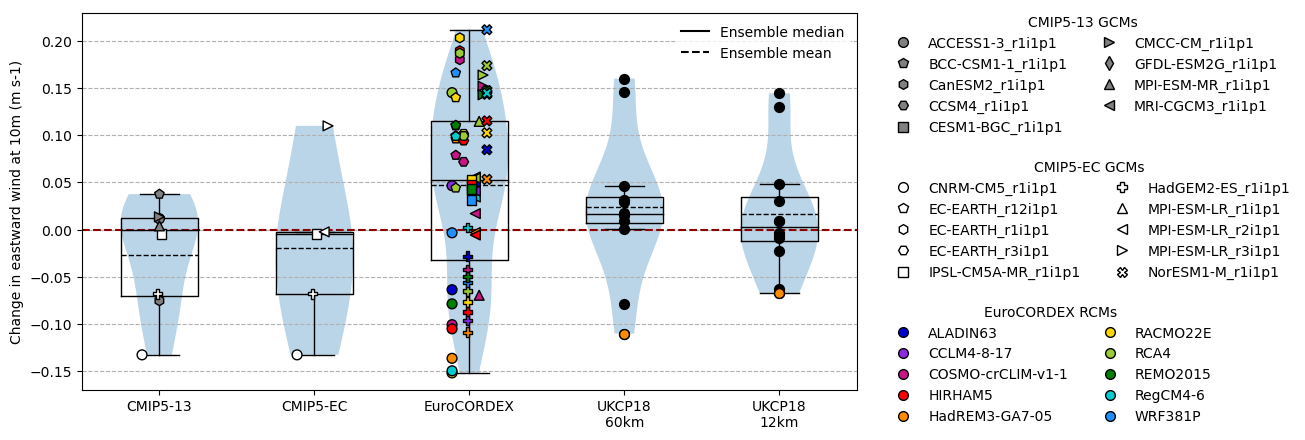 Change in eastward wind at 10m (m s-1)
0.20
0.15
0.10
0.05
0.00
−0.05
−0.10
−0.15
Ensemble median
Ensemble mean
CMIP5-13
CMIP5-EC
EuroCORDEX
UKCP18
60km
UKCP18
12km
CMIP5-13 GCMs
ACCESS1-3_r1i1p1
BCC-CSM1-1_r1i1p1
CanESM2_r1i1p1
CCSM4_r1i1p1
CESM1-BGC_r1i1p1
CMCC-CM_r1i1p1
GFDL-ESM2G_r1i1p1
MPI-ESM-MR_r1i1p1
MRI-CGCM3_r1i1p1
CMIP5-EC GCMs
CNRM-CM5_r1i1p1
EC-EARTH_r12i1p1
EC-EARTH_r1i1p1
EC-EARTH_r3i1p1
IPSL-CM5A-MR_r1i1p1
HadGEM2-ES_r1i1p1
MPI-ESM-LR_r1i1p1
MPI-ESM-LR_r2i1p1
MPI-ESM-LR_r3i1p1
NorESM1-M_r1i1p1
EuroCORDEX RCMs
ALADIN63
CCLM4-8-17
COSMO-crCLIM-v1-1
HIRHAM5
HadREM3-GA7-05
RACMO22E
RCA4
REMO2015
RegCM4-6
WRF381P